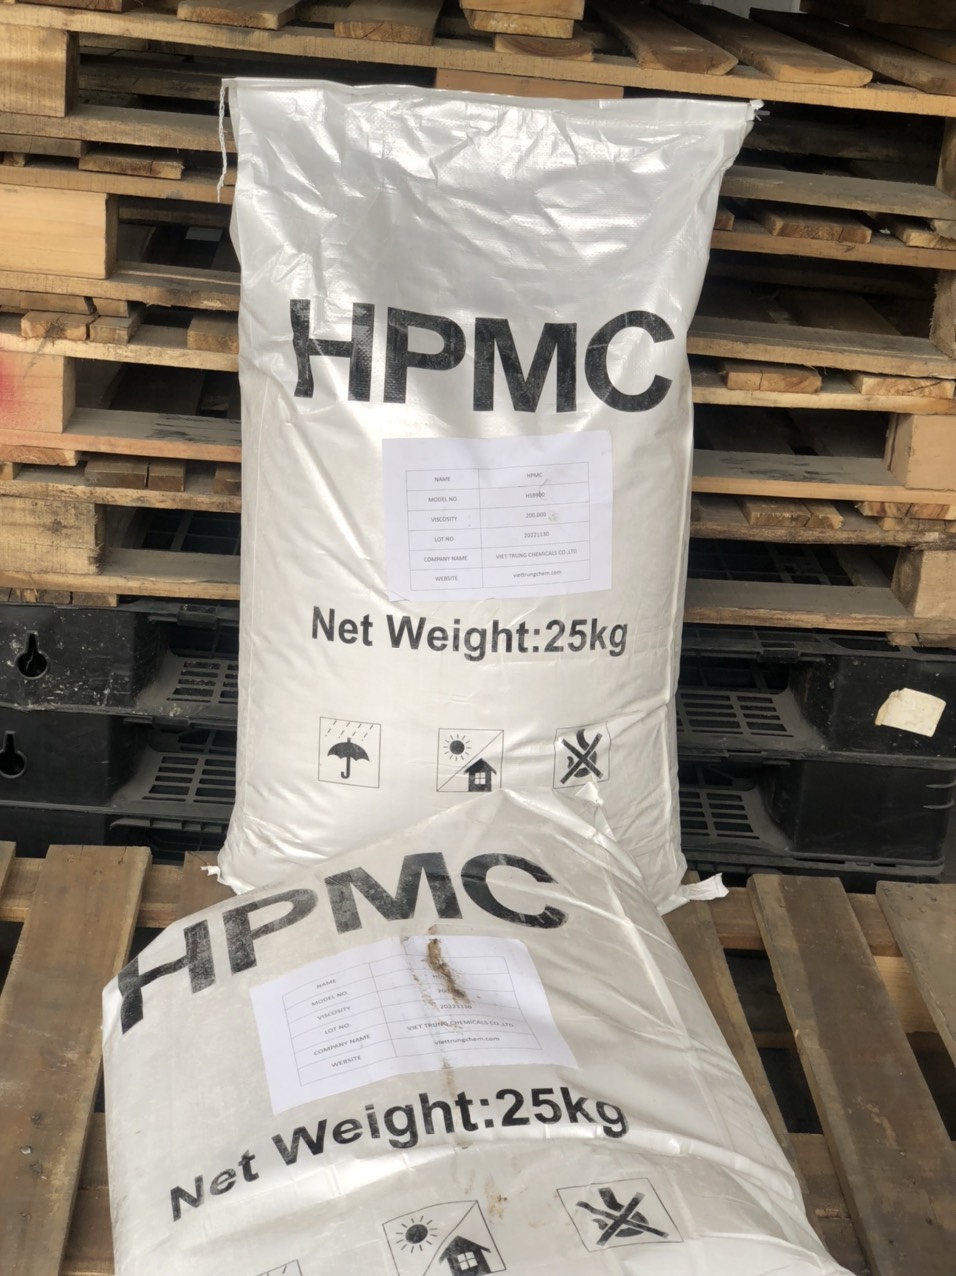 HPMC
NAME HPMC
MODEL NO.
VISCOSITY 200,000
LOT NO. 20221130
COMPANY NAME VIET TRUNG CHEMICALS CO.,LTD
WEBSITE viettrungchem.com
Net Weight:25kg
HPMC
NAME
MODEL NO.
VISCOSITY
LOT NO. 20221130
COMPANY NAME VIET TRUNG CHEMICALS CO.,LTD
WEBSITE viettrungchem.com
Net Weight:25kg